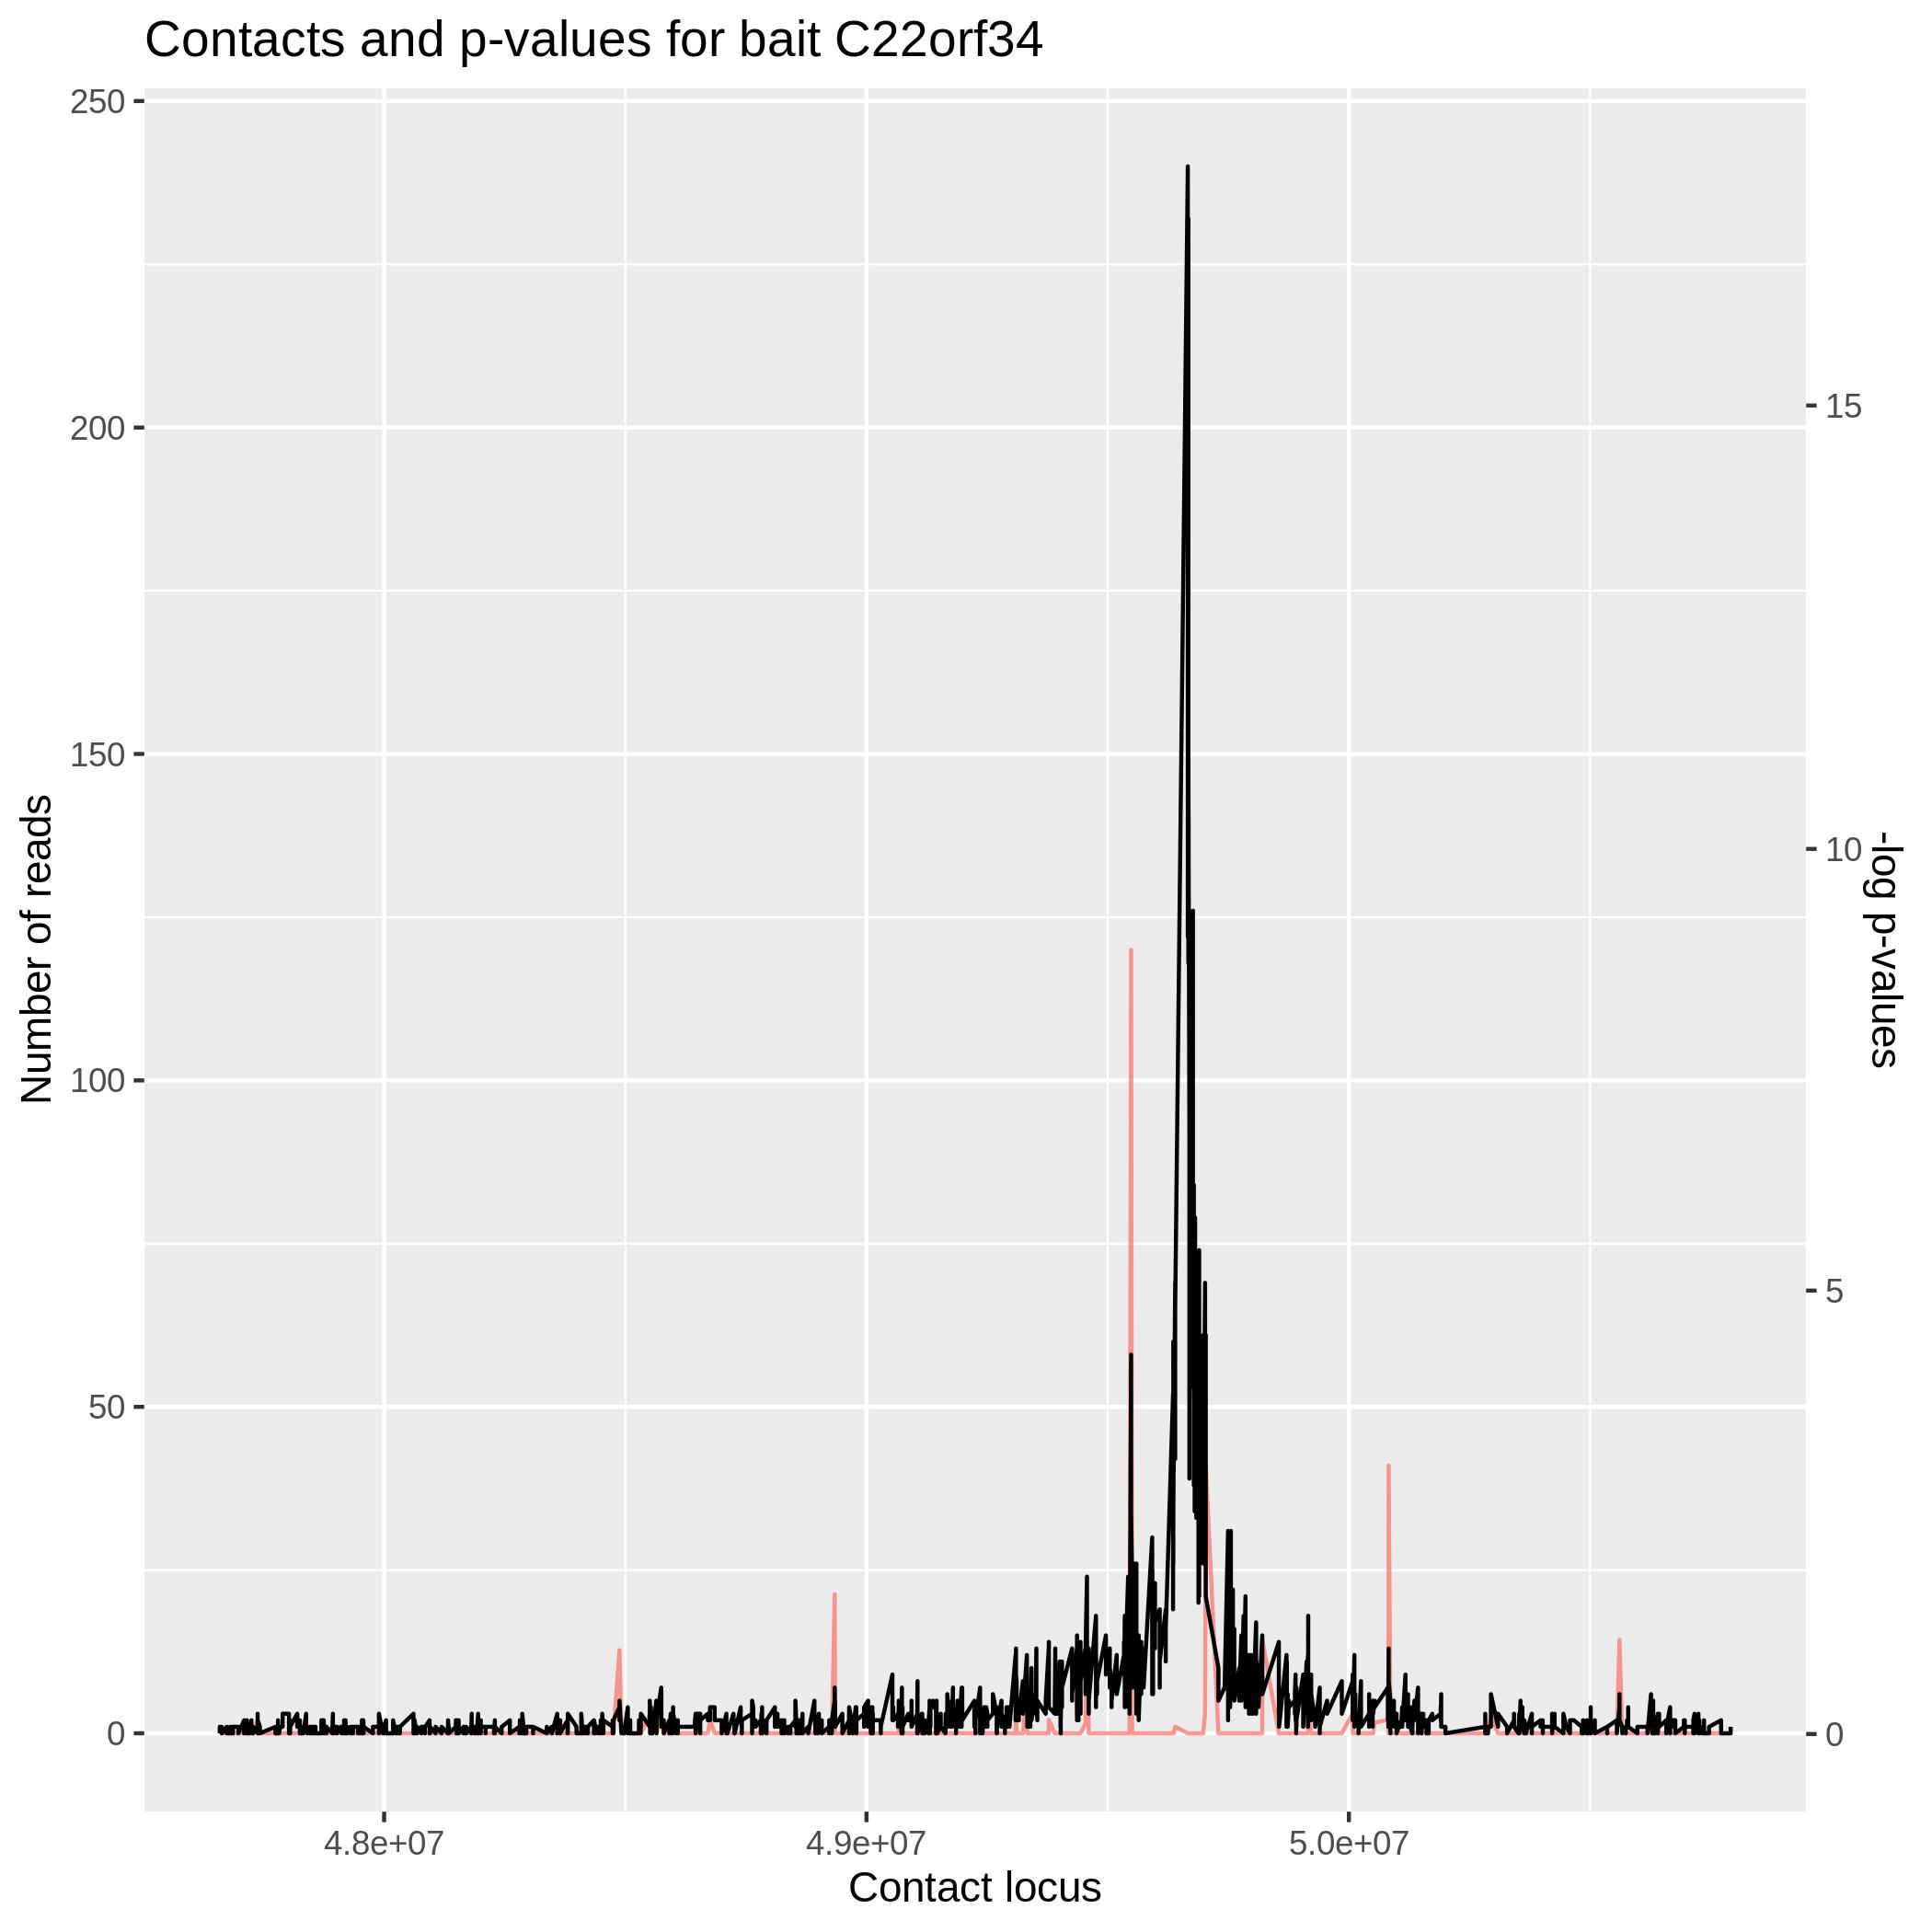 Contacts and p-values for bait C22orf34
250
200
150
100
50
0
Number of reads
15
10
5
0
-log p-values
4.8e+07
4.9e+07
5.0e+07
Contact locus